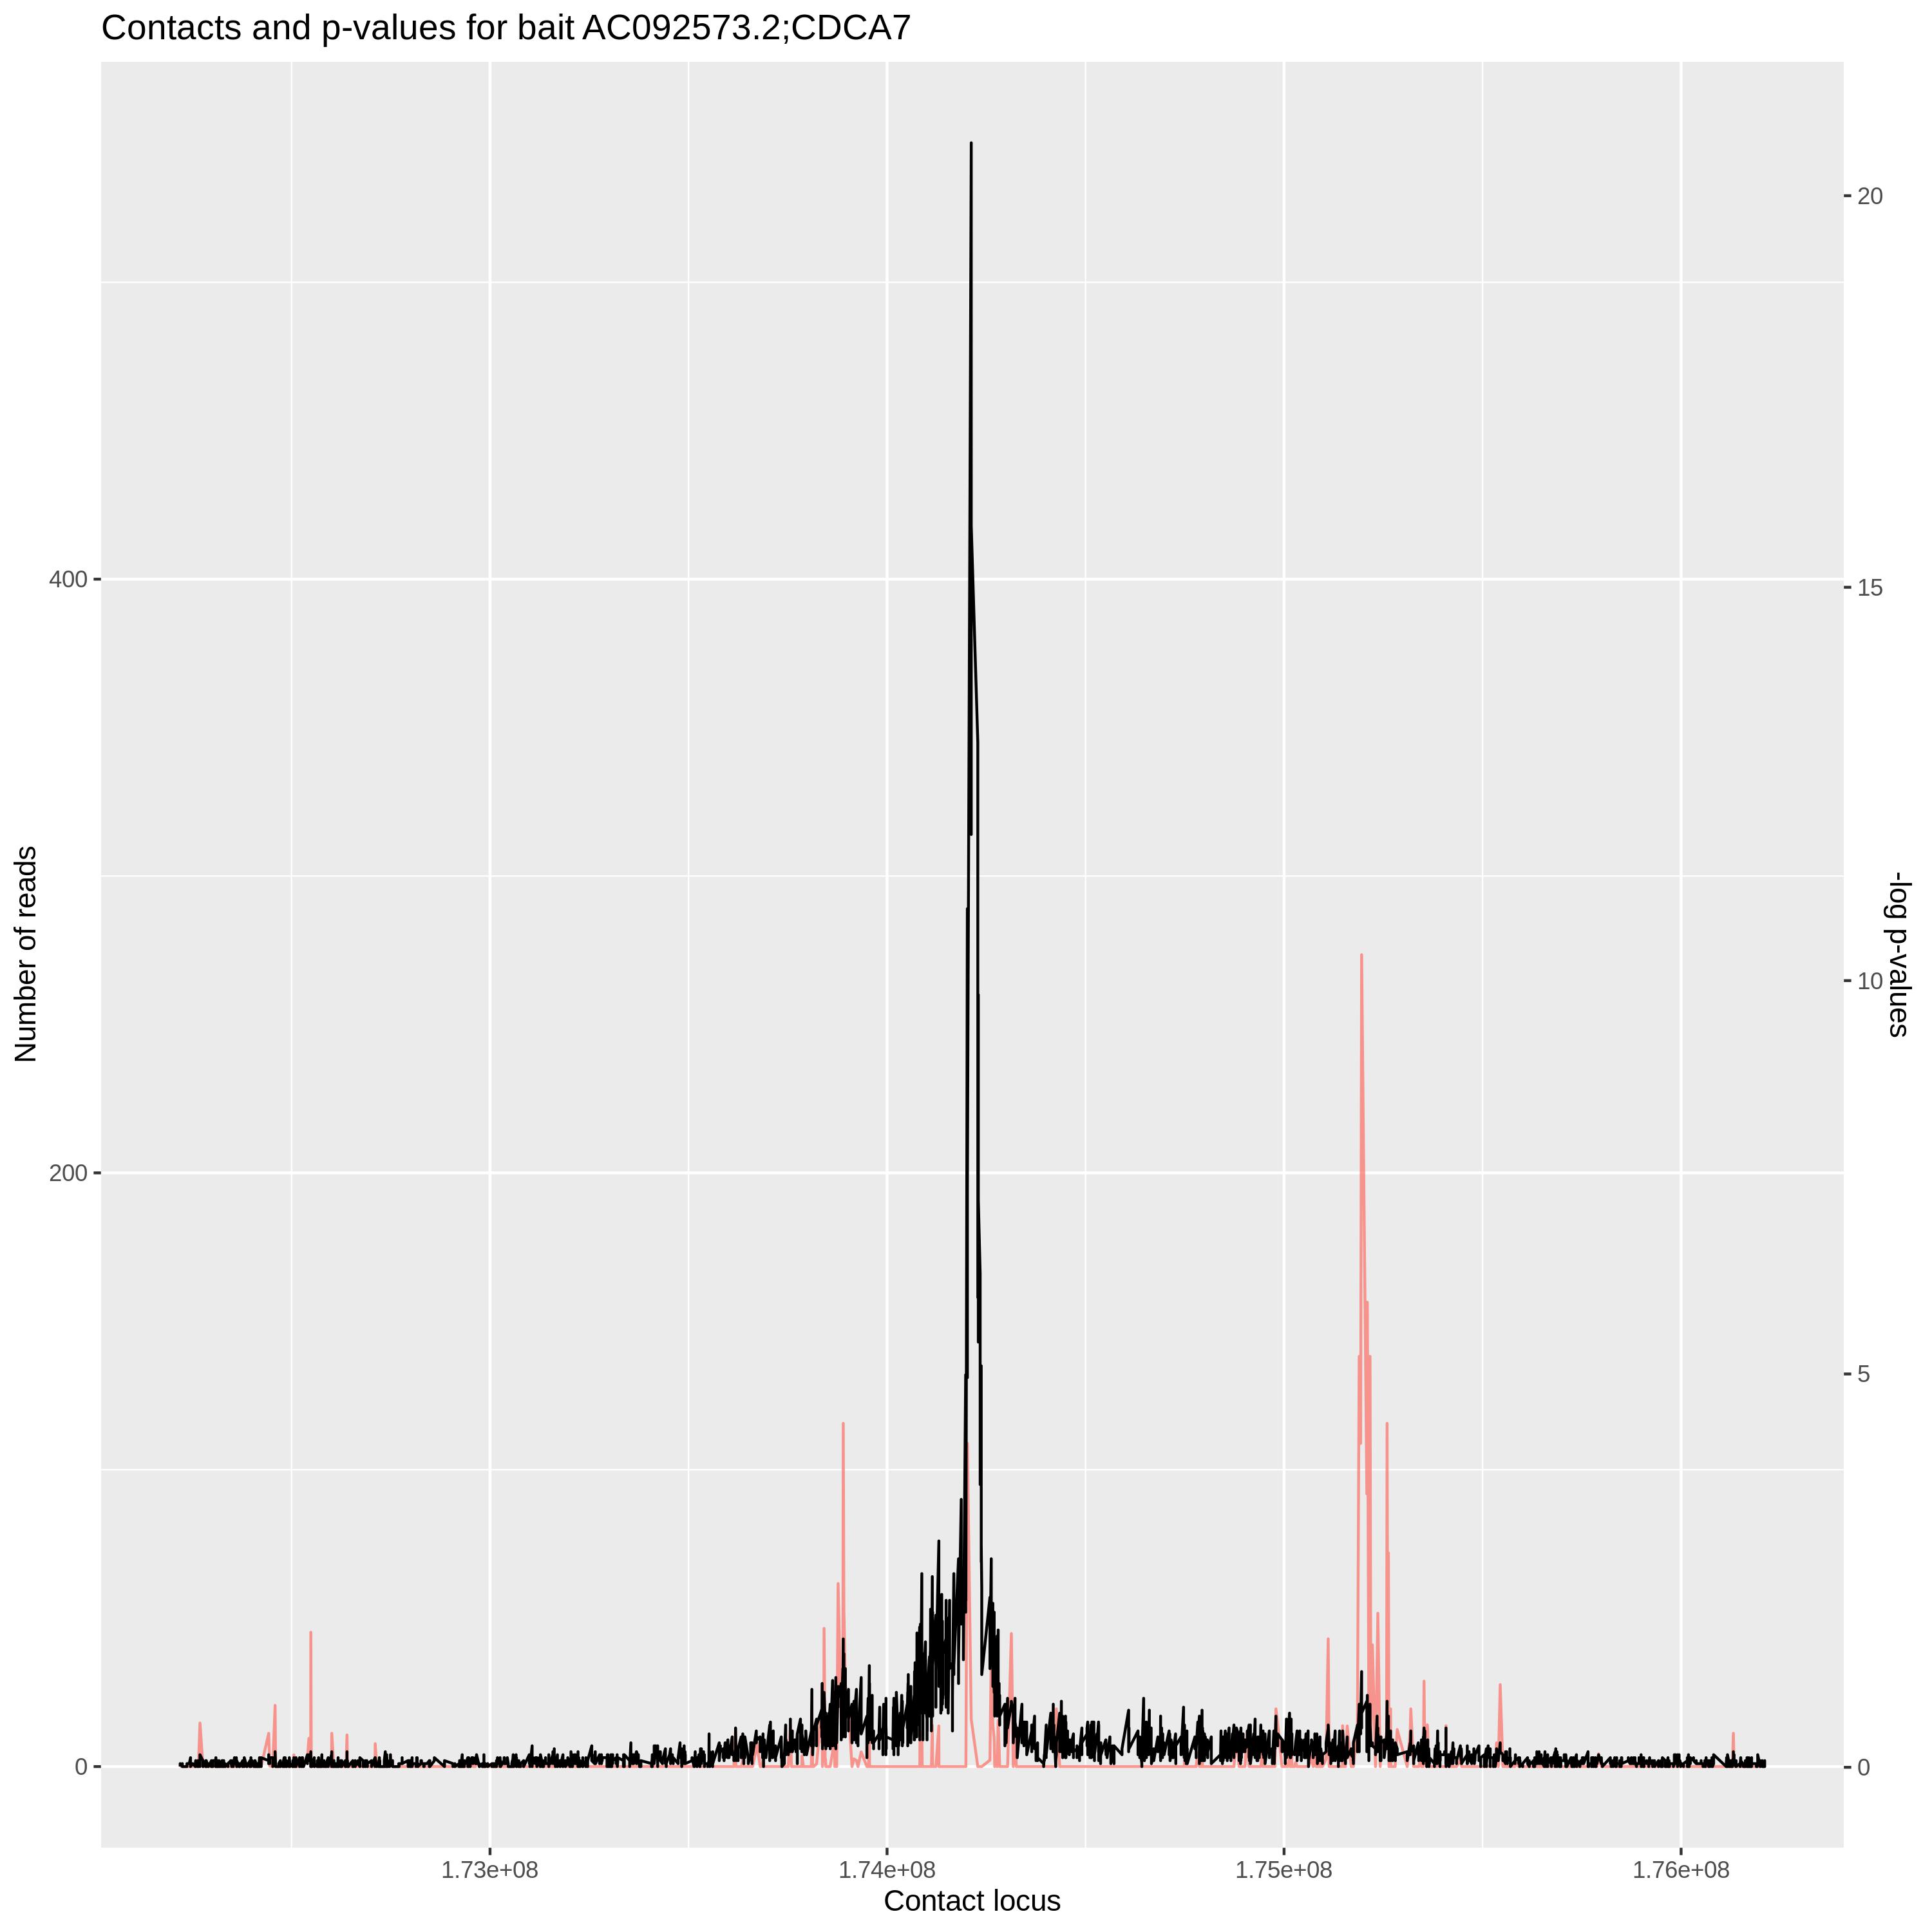 Contacts and p-values for bait AC092573.2;CDCA7
Number of reads
400
200
0
20
15
10
5
0
-log p-values
1.73e+08
1.74e+08
1.75e+08
1.76e+08
Contact locus